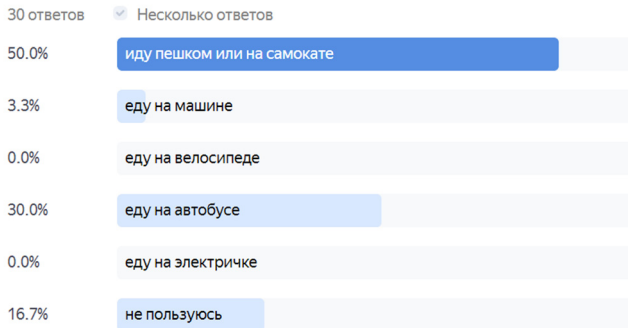 30 ответов Несколько ответов
50.0% иду пешком или на самокате
3.3% еду на машине
0.0% еду на велосипеде
30.0% еду на автобусе
0.0% еду на электричке
16.7% не пользуюсь